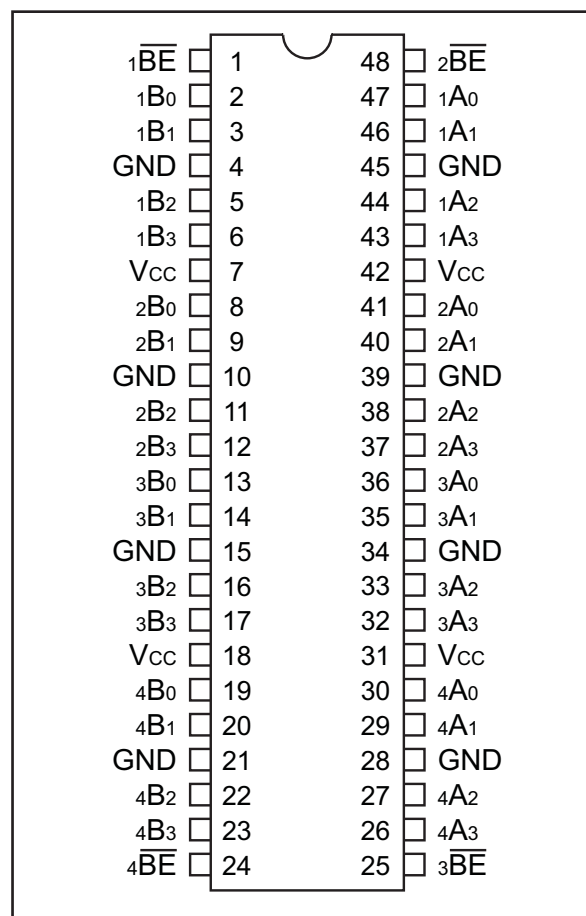 1B̅E̅ 1 48 2B̅E̅
1B0 2 47 1A0
1B1 3 46 1A1
GND 4 45 GND
1B2 5 44 1A2
1B3 6 43 1A3
VCC 7 42 VCC
2B0 8 41 2A0
2B1 9 40 2A1
GND 10 39 GND
2B2 11 38 2A2
2B3 12 37 2A3
3B0 13 36 3A0
3B1 14 35 3A1
GND 15 34 GND
3B2 16 33 3A2
3B3 17 32 3A3
VCC 18 31 VCC
4B0 19 30 4A0
4B1 20 29 4A1
GND 21 28 GND
4B2 22 27 4A2
4B3 23 26 4A3
4B̅E̅ 24 25 3B̅E̅